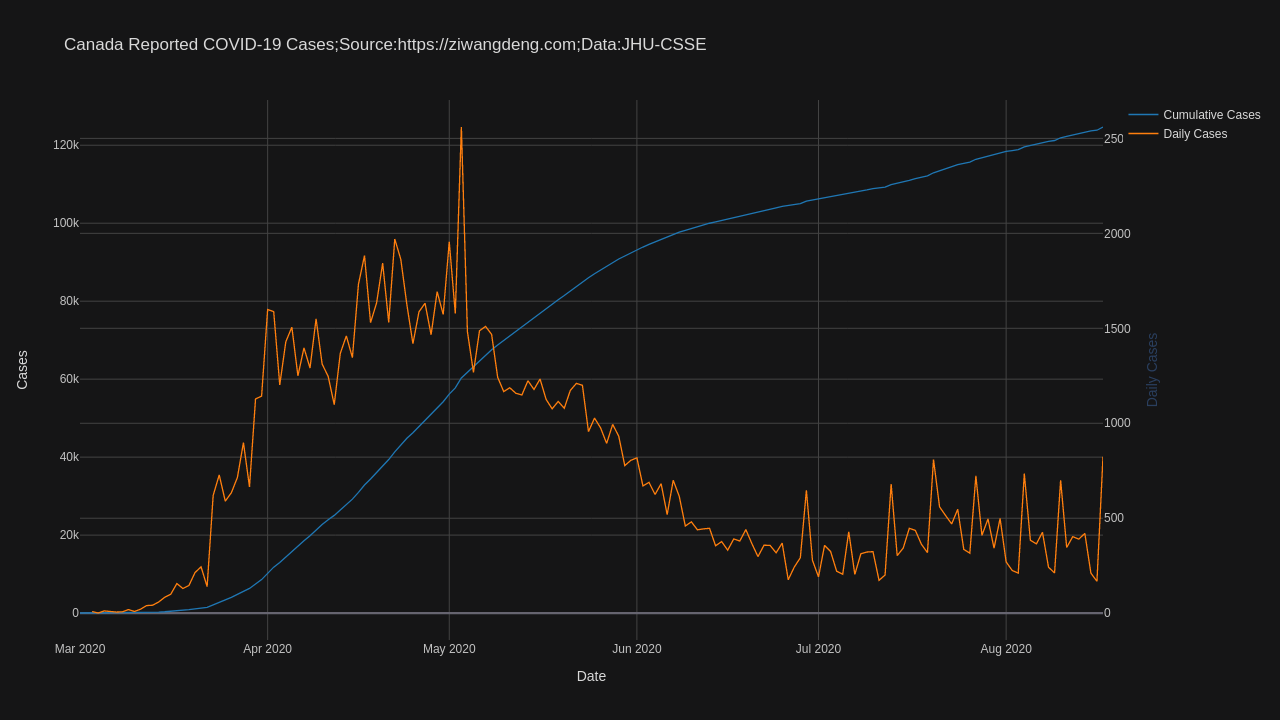 Canada Reported COVID-19 Cases;Source:https://ziwangdeng.com;Data:JHU-CSSE
Cumulative Cases
Daily Cases
120k
100k
80k
60k
40k
20k
0
Cases
250
2000
1500
1000
500
0
Daily Cases
Mar 2020
Apr 2020
May 2020
Jun 2020
Jul 2020
Aug 2020
Date